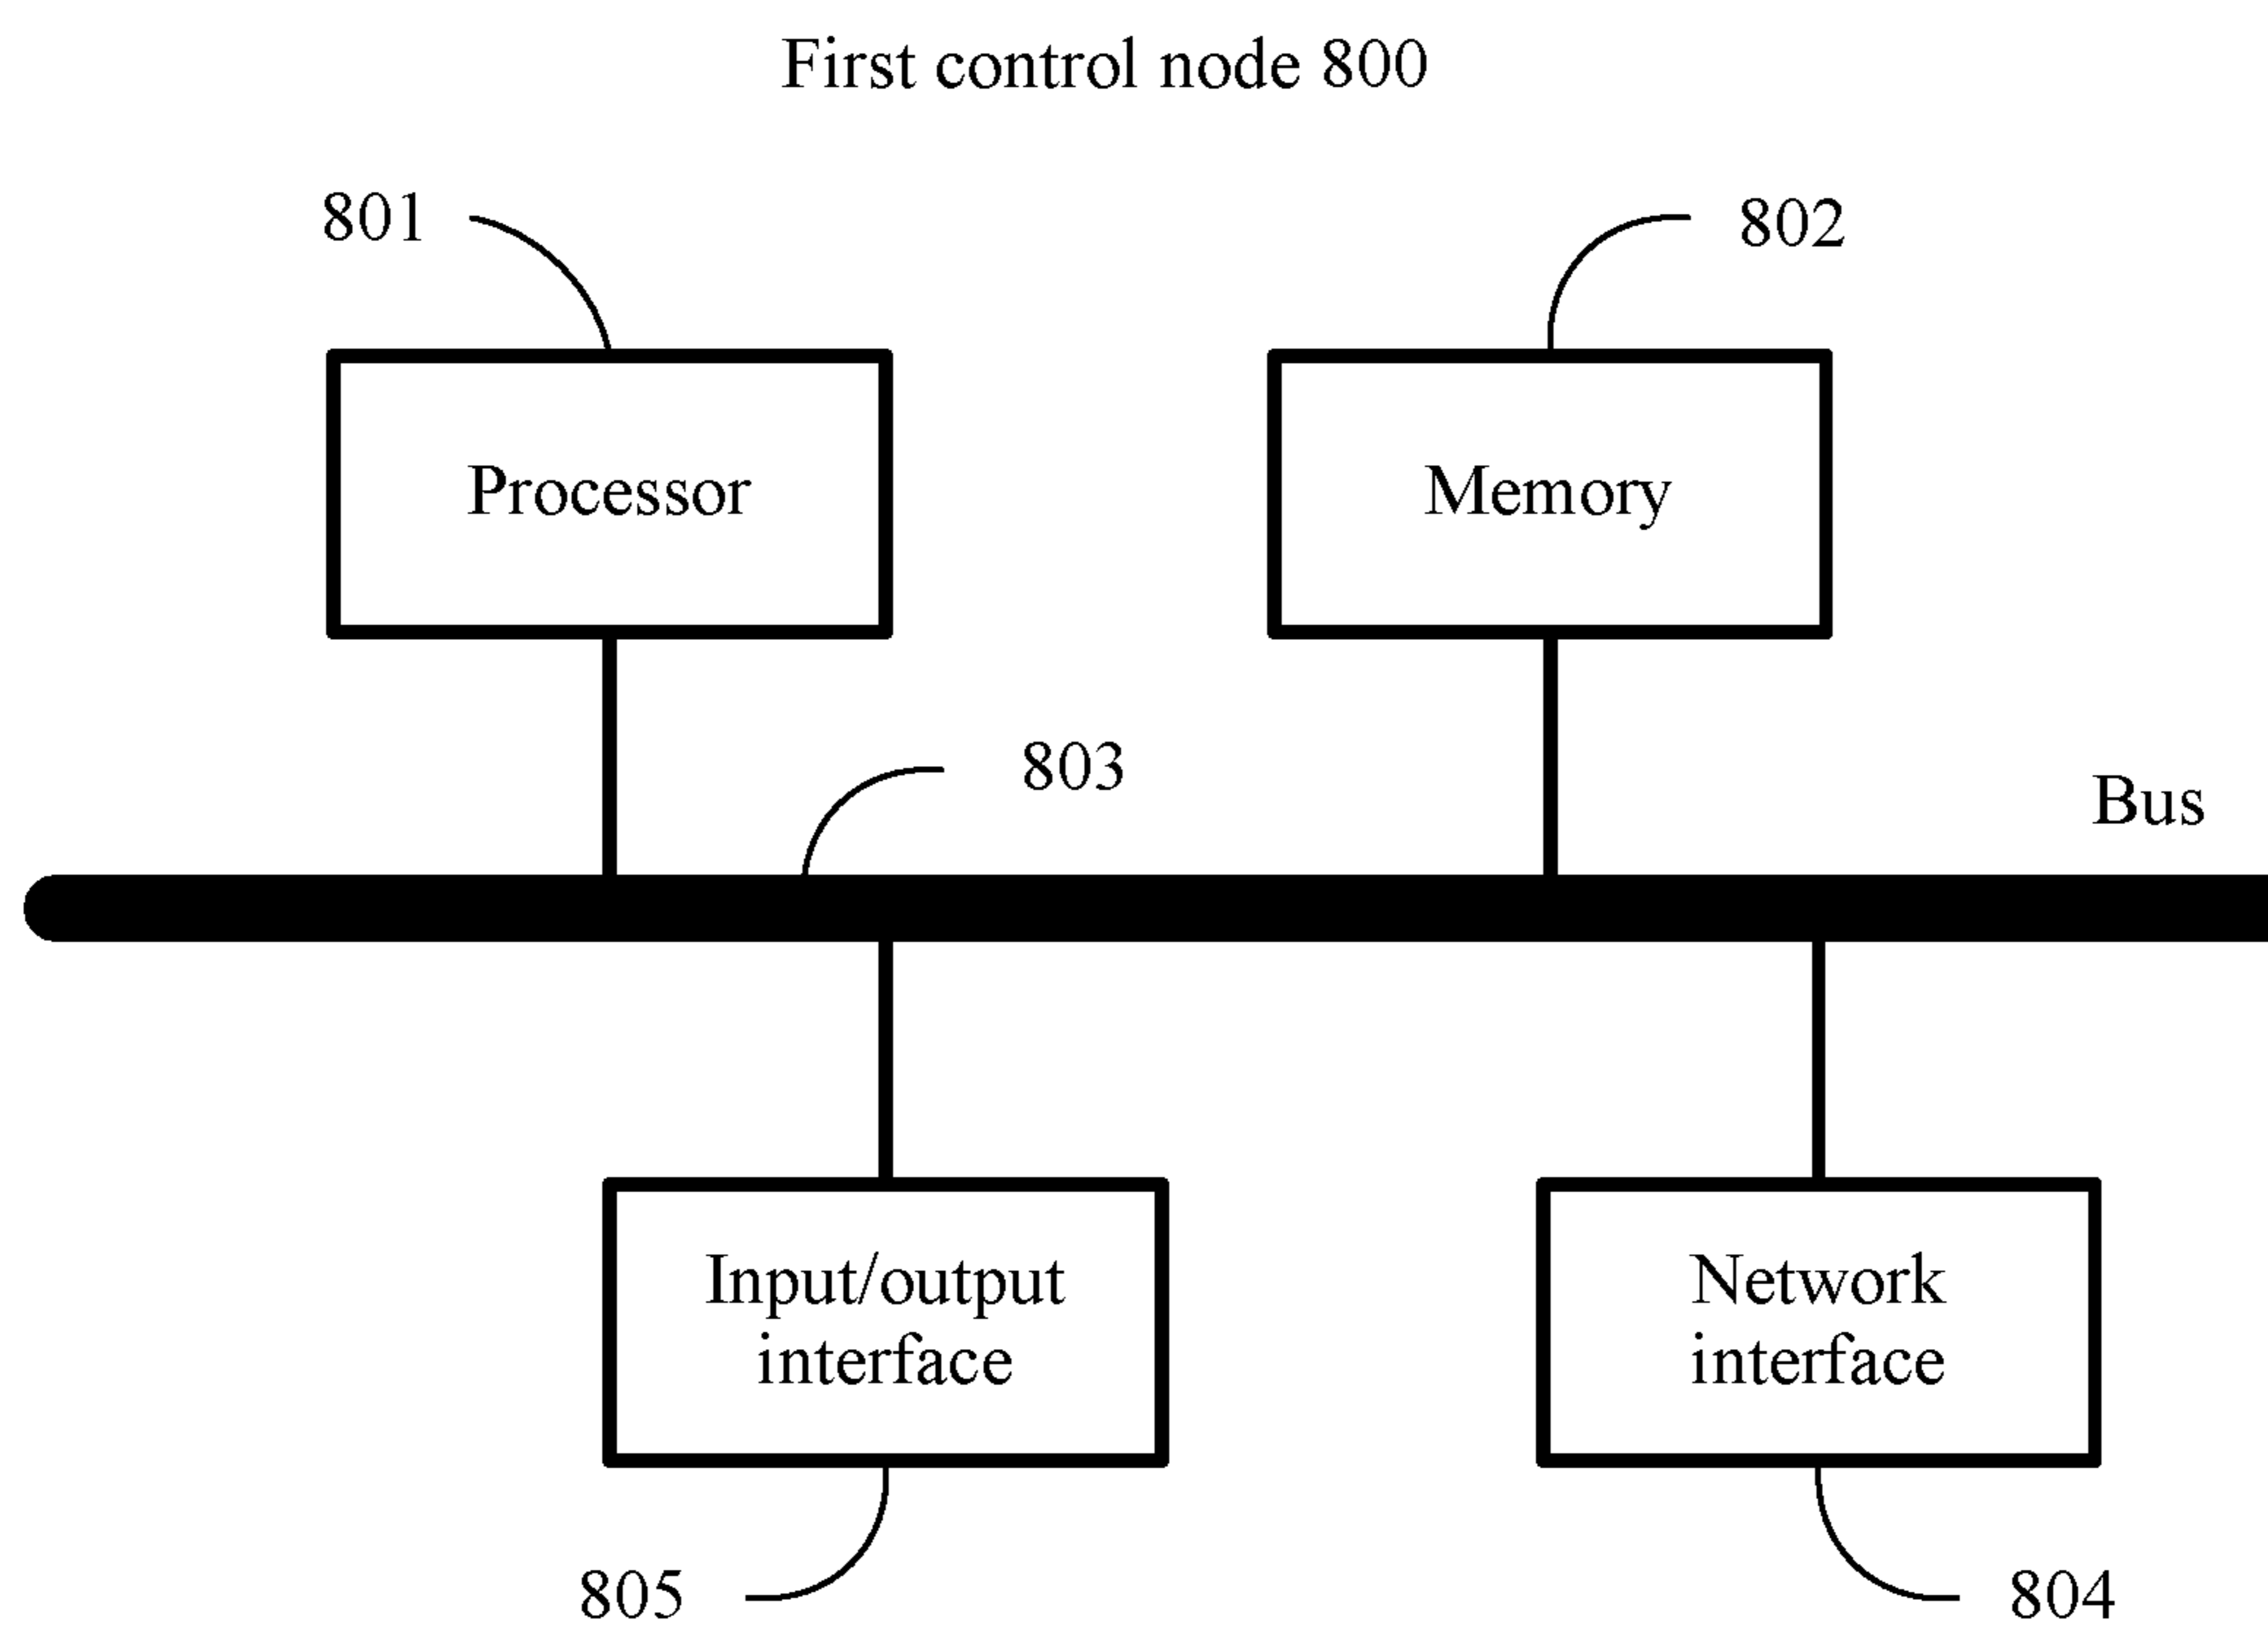 First control node 800
801
802
Processor
Memory
803
Bus
Input/output
interface
Network
interface
805
804